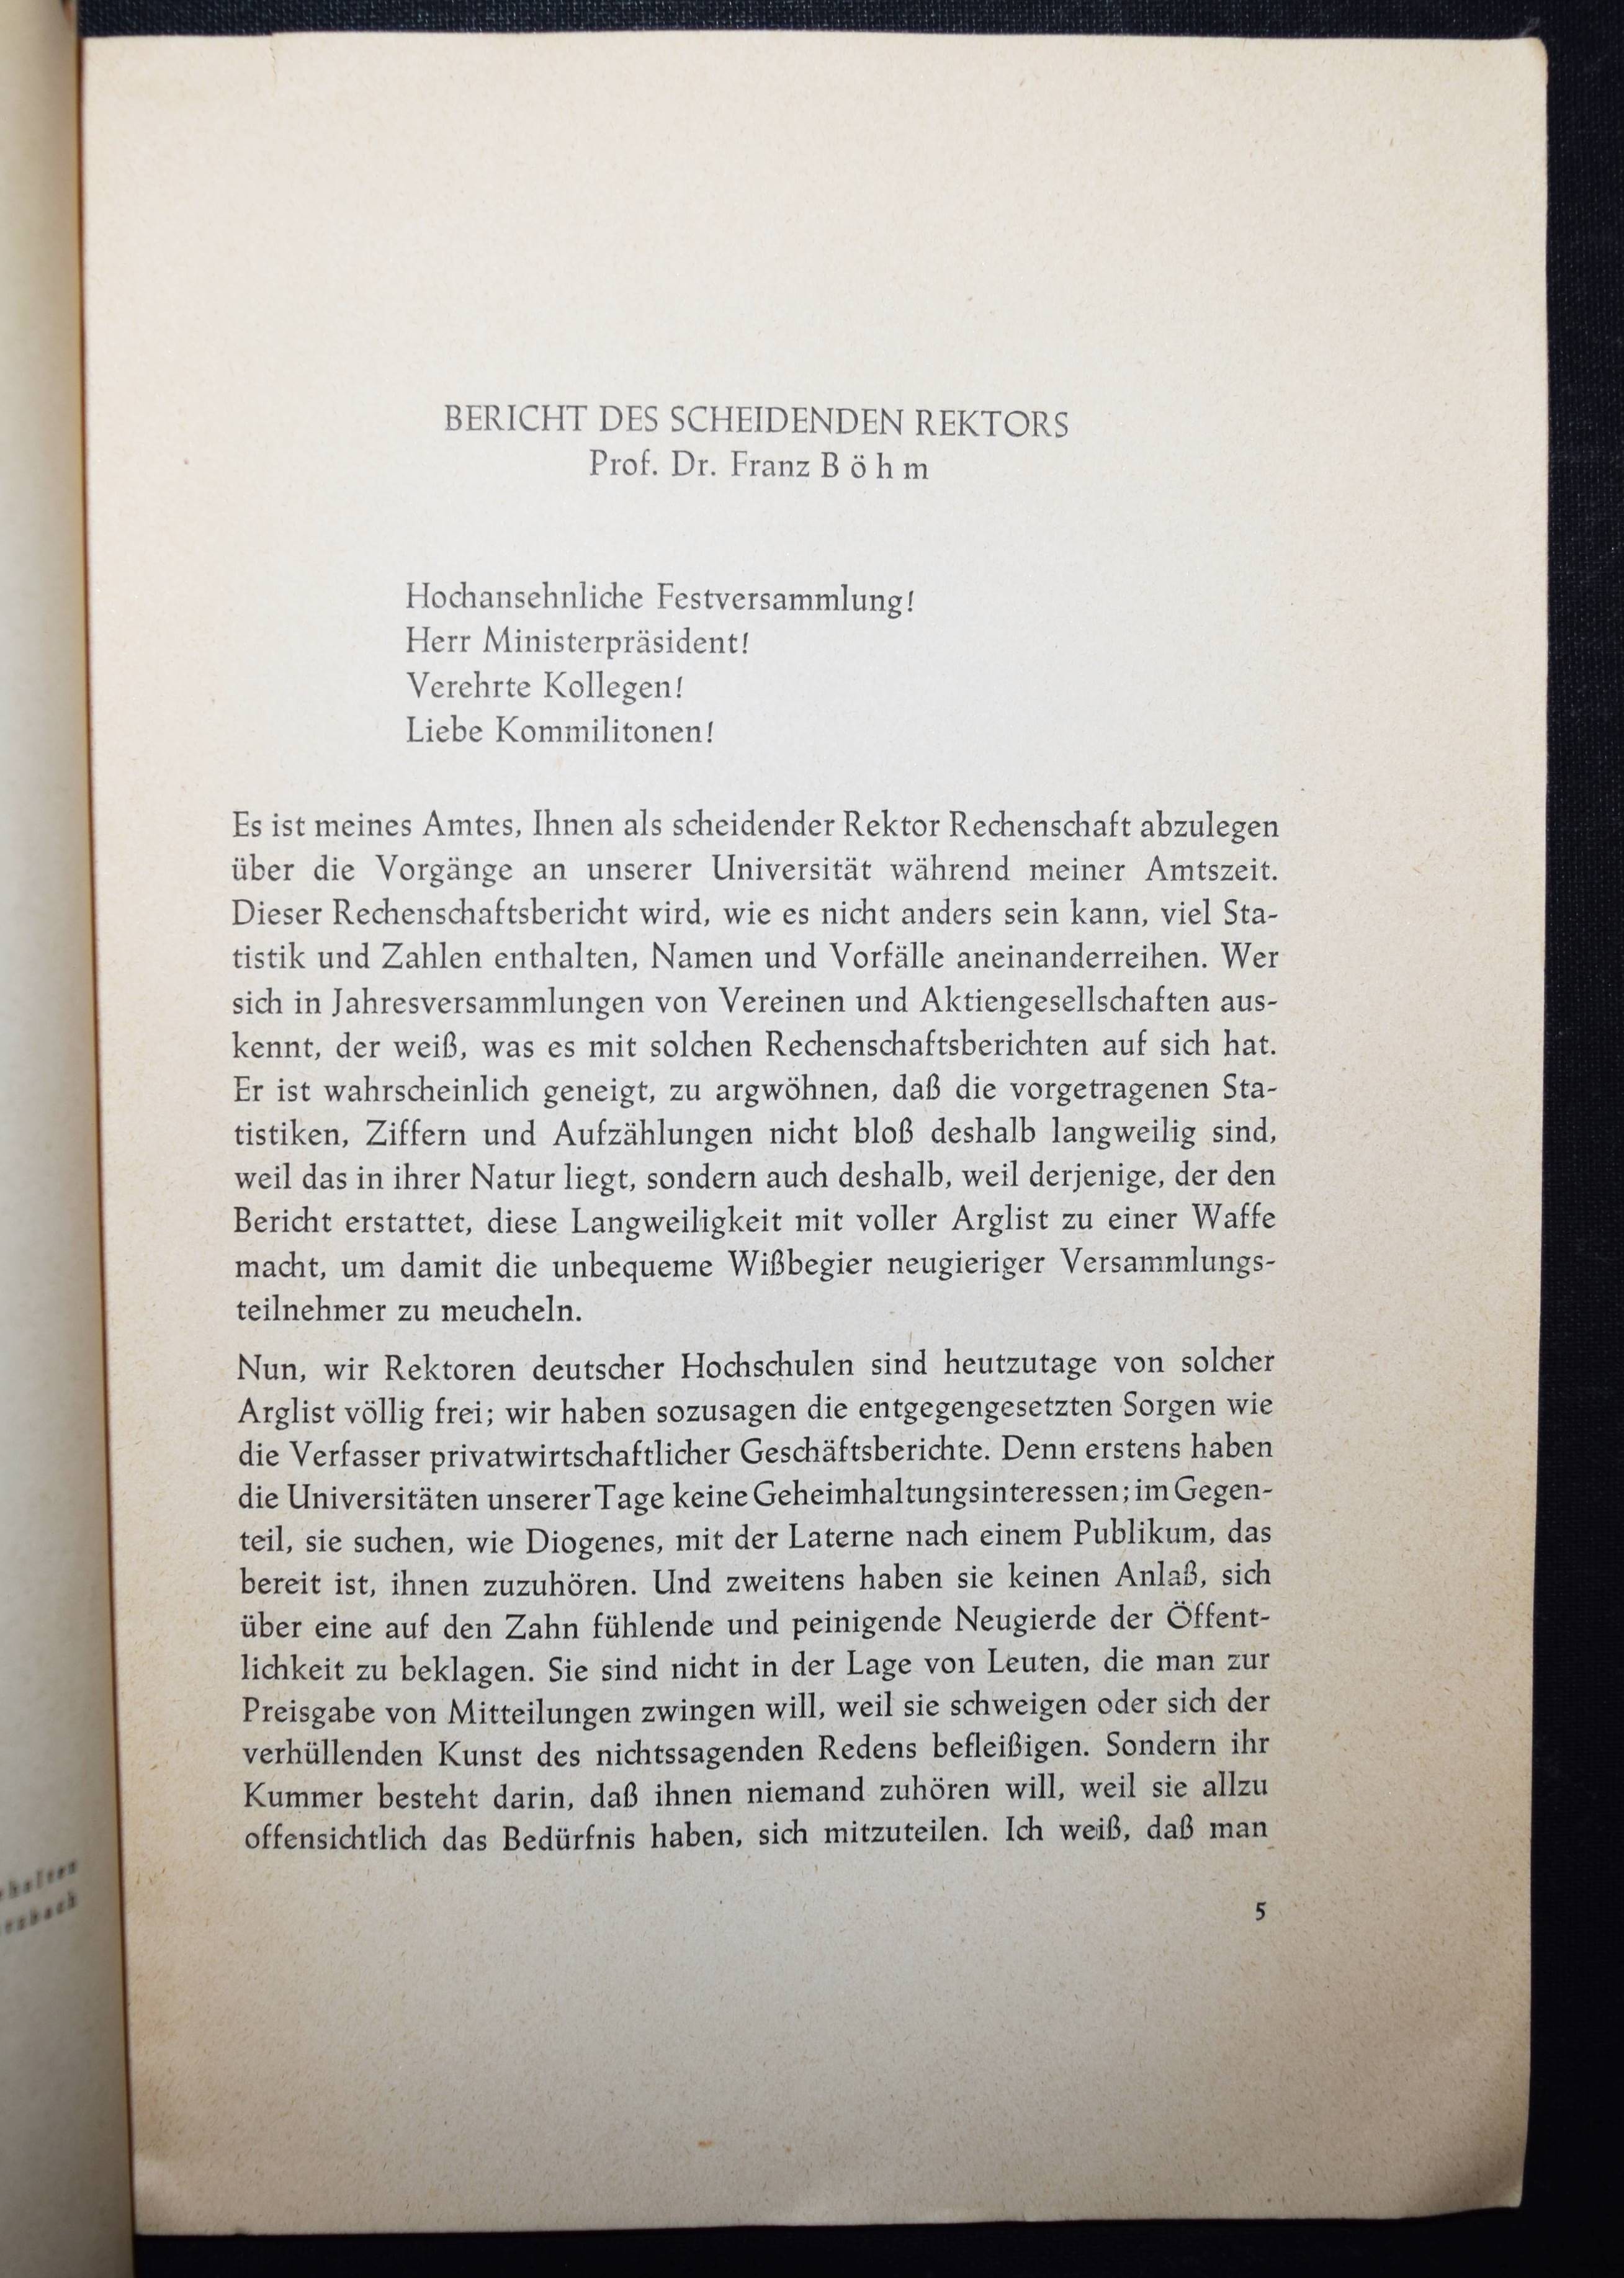 BERICHT DES SCHEIDENDEN REKTORS
Prof. Dr. Franz Böhm
Hochansehnliche Festversammlung!
Herr Ministerpräsident!
Verehrte Kollegen!
Liebe Kommilitonen!
Es ist meines Amtes, Ihnen als scheidender Rektor Rechenschaft abzulegen
über die Vorgänge an unserer Universität während meiner Amtszeit.
Dieser Rechenschaftsbericht wird, wie es nicht anders sein kann, viel Sta-
tistik und Zahlen enthalten, Namen und Vorfälle aneinanderreihen. Wer
sich in Jahresversammlungen von Vereinen und Aktiengesellschaften aus-
kennt, der weiß, was es mit solchen Rechenschaftsberichten auf sich hat.
Er ist wahrscheinlich geneigt, zu argwöhnen, daß die vorgetragenen Sta-
tistiken, Ziffern und Aufzählungen nicht bloß deshalb langweilig sind,
weil das in ihrer Natur liegt, sondern auch deshalb, weil derjenige, der den
Bericht erstattet, diese Langweiligkeit mit voller Arglist zu einer Waffe
macht, um damit die unbequeme Wißbegier neugieriger Versammlungs-
teilnehmer zu meucheln.
Nun, wir Rektoren deutscher Hochschulen sind heutzutage von solcher
Arglist völlig frei; wir haben sozusagen die entgegengesetzten Sorgen wie
die Verfasser privatwirtschaftlicher Geschäftsberichte. Denn erstens haben
die Universitäten unserer Tage keine Geheimhaltungsinteressen; im Gegen-
teil, sie suchen, wie Diogenes, mit der Laterne nach einem Publikum, das
bereit ist, ihnen zuzuhören. Und zweitens haben sie keinen Anlaß, sich
über eine auf den Zahn fühlende und peinigende Neugierde der Öffent-
lichkeit zu beklagen. Sie sind nicht in der Lage von Leuten, die man zur
Preisgabe von Mitteilungen zwingen will, weil sie schweigen oder sich der
verhüllenden Kunst des nichtssagenden Redens befleißigen. Sondern ihr
Kummer besteht darin, daß ihnen niemand zuhören will, weil sie allzu
offensichtlich das Bedürfnis haben, sich mitzuteilen. Ich weiß, daß man
5